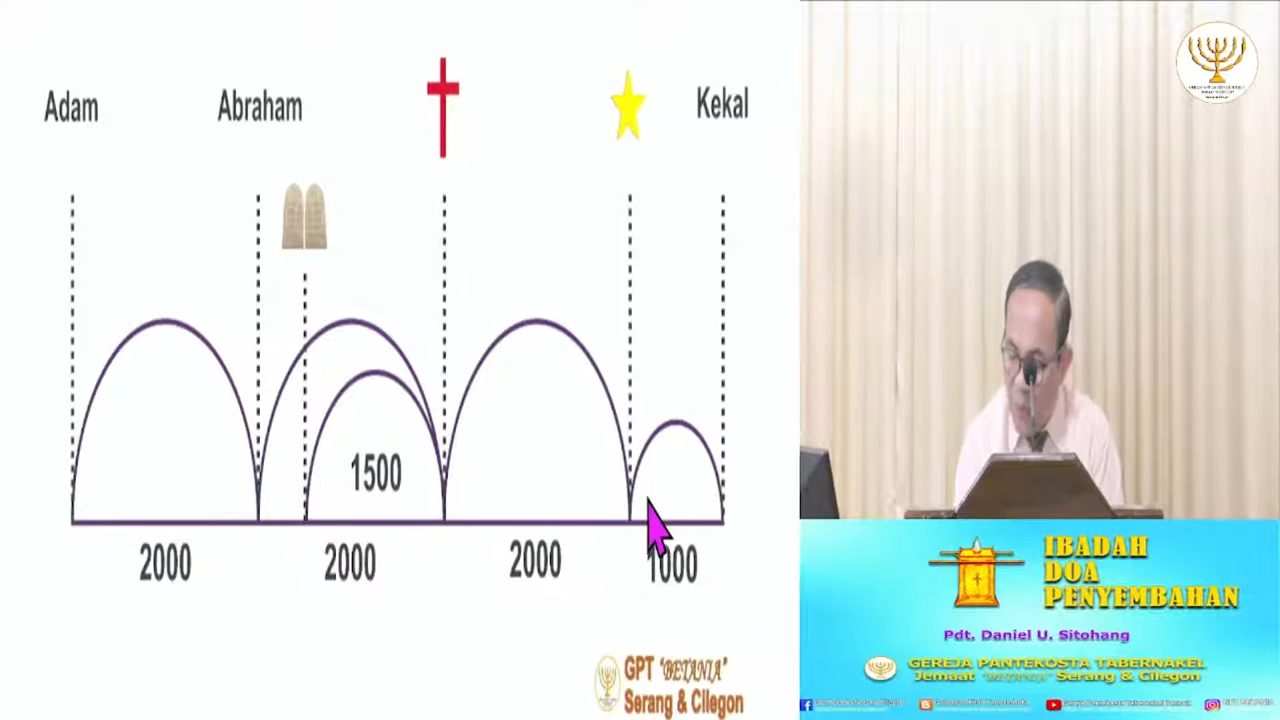 Adam Abraham Kekal
1500
2000 2000 2000 1000
GPT "BETANIA"
Serang & Cilegon
IBADAH
DOA
PENYEMBAHAN
Pdt. Daniel U. Sitohang
GEREJA PANTEKOSTA TABERNAKEL
Jemaat "BETANIA" Serang & Cilegon